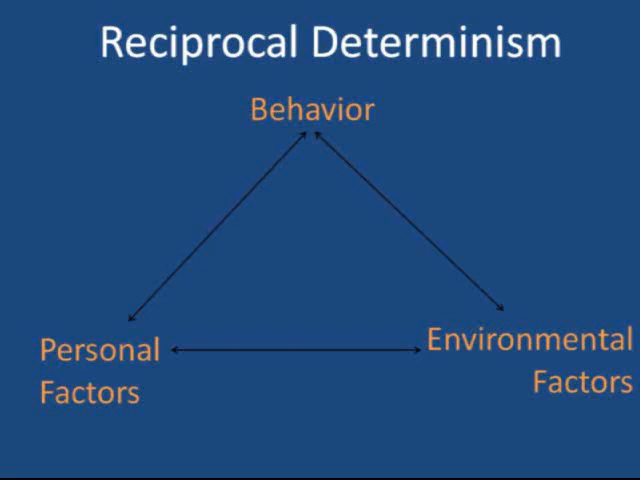 Reciprocal Determinism
Behavior
Personal
Factors
Environmental
Factors